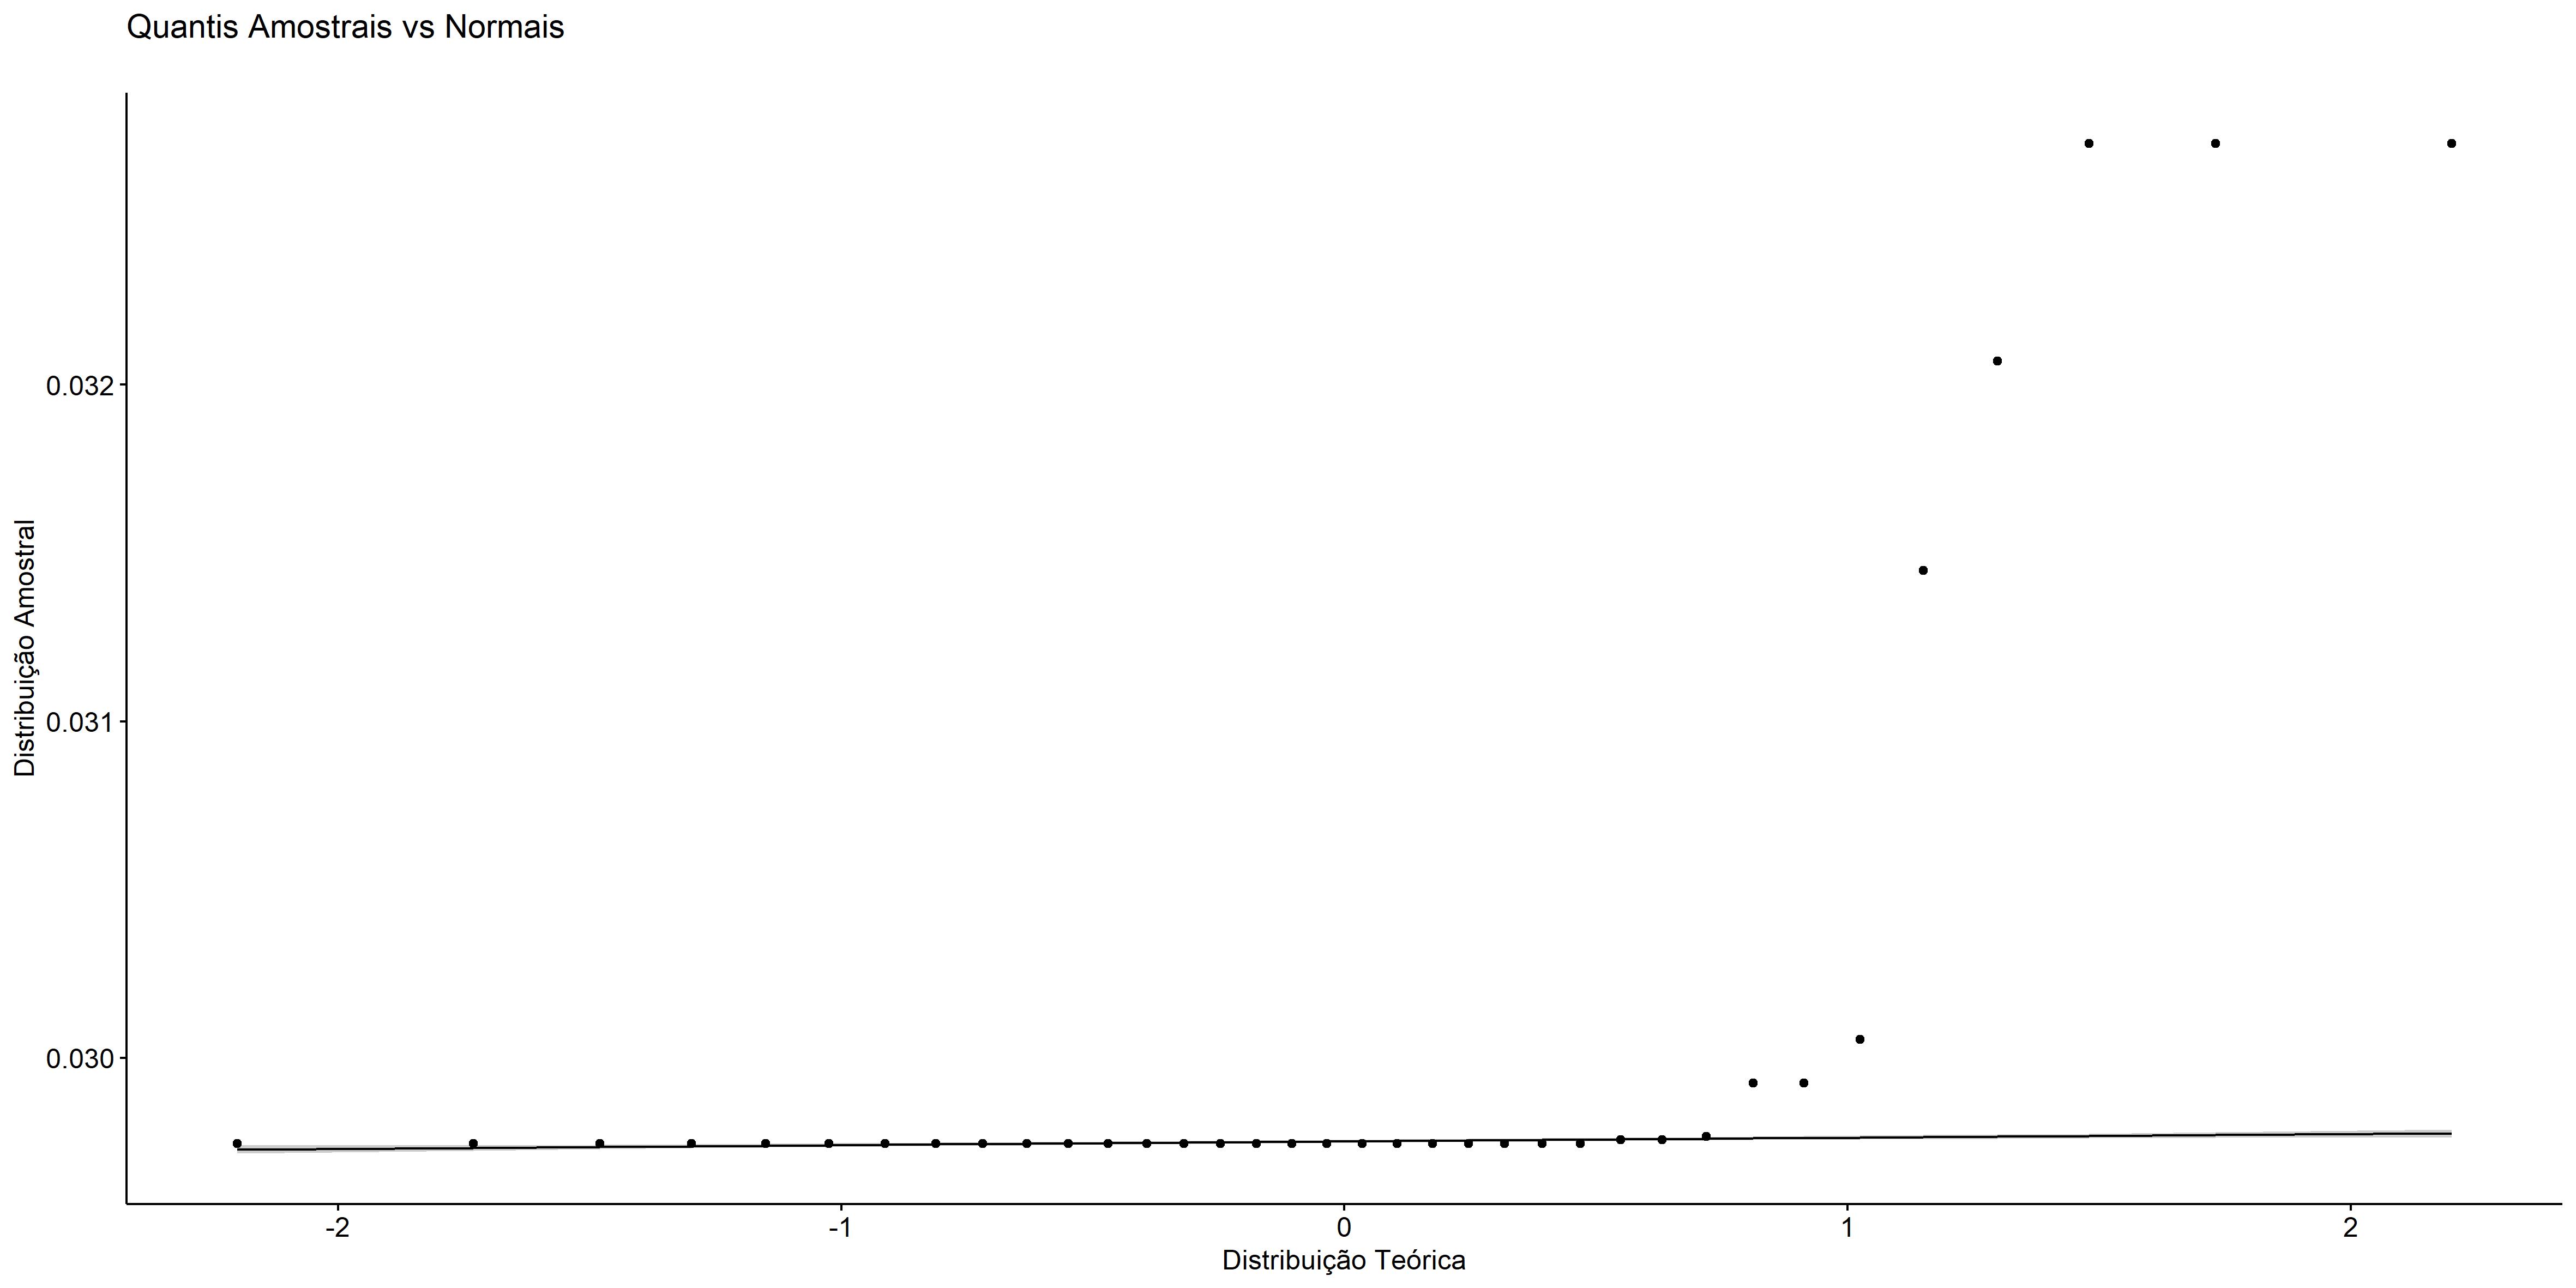 Quantis Amostrais vs Normais
Distribuição Amostral
0.032
0.031
0.030
-2 -1 0 1 2
Distribuição Teórica